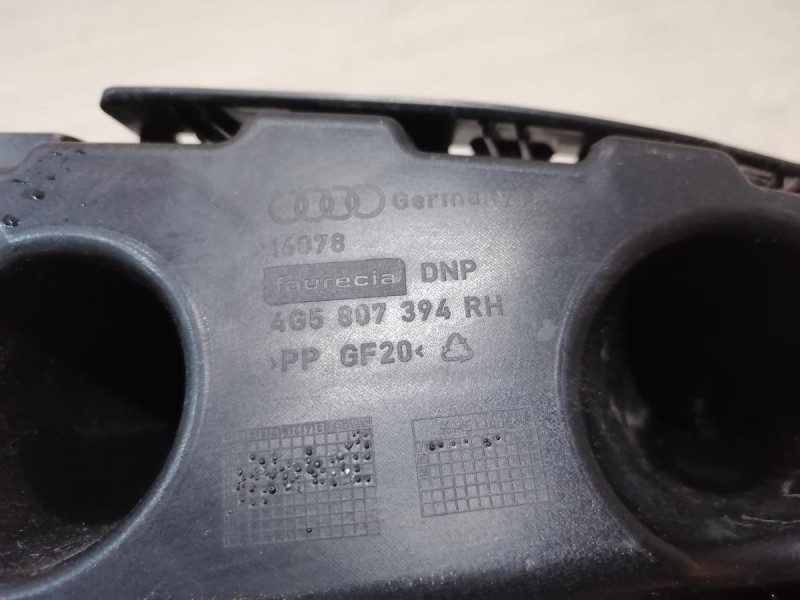 Germany
16078
faurecia DNP
4G5 807 394 RH
>PP GF20<